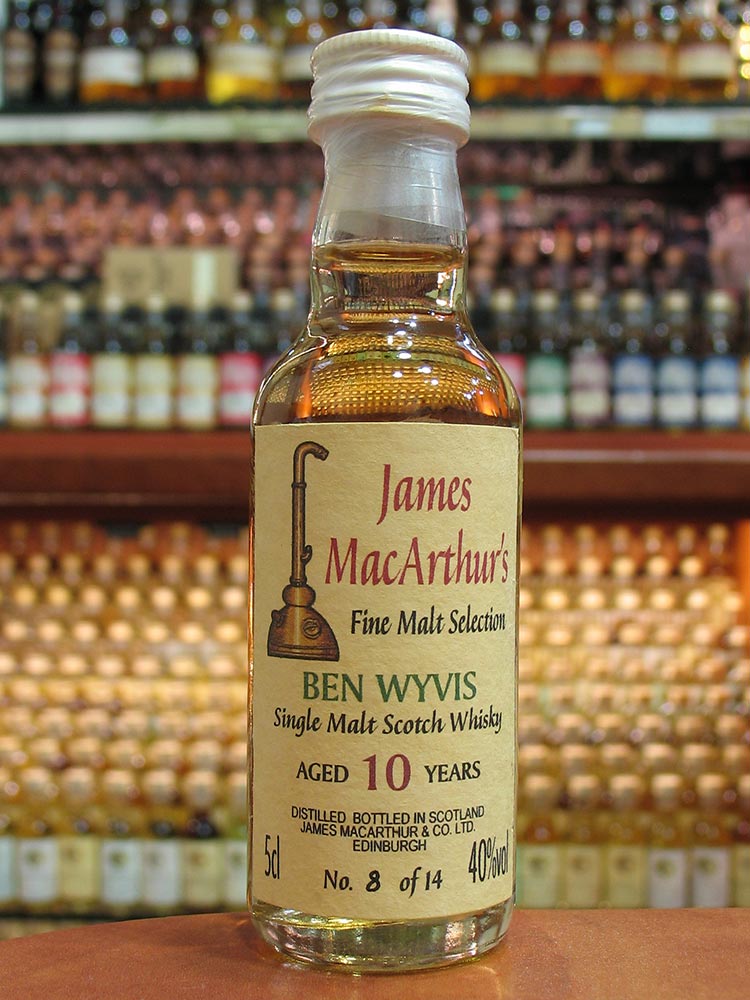 James
MacArthur's
Fine Malt Selection
BEN WYVIS
Single Malt Scotch Whisky
AGED 10 YEARS
DISTILLED BOTTLED IN SCOTLAND
JAMES MACARTHUR & CO. LTD.
EDINBURGH
5cl No. 8 of 14 40%vol